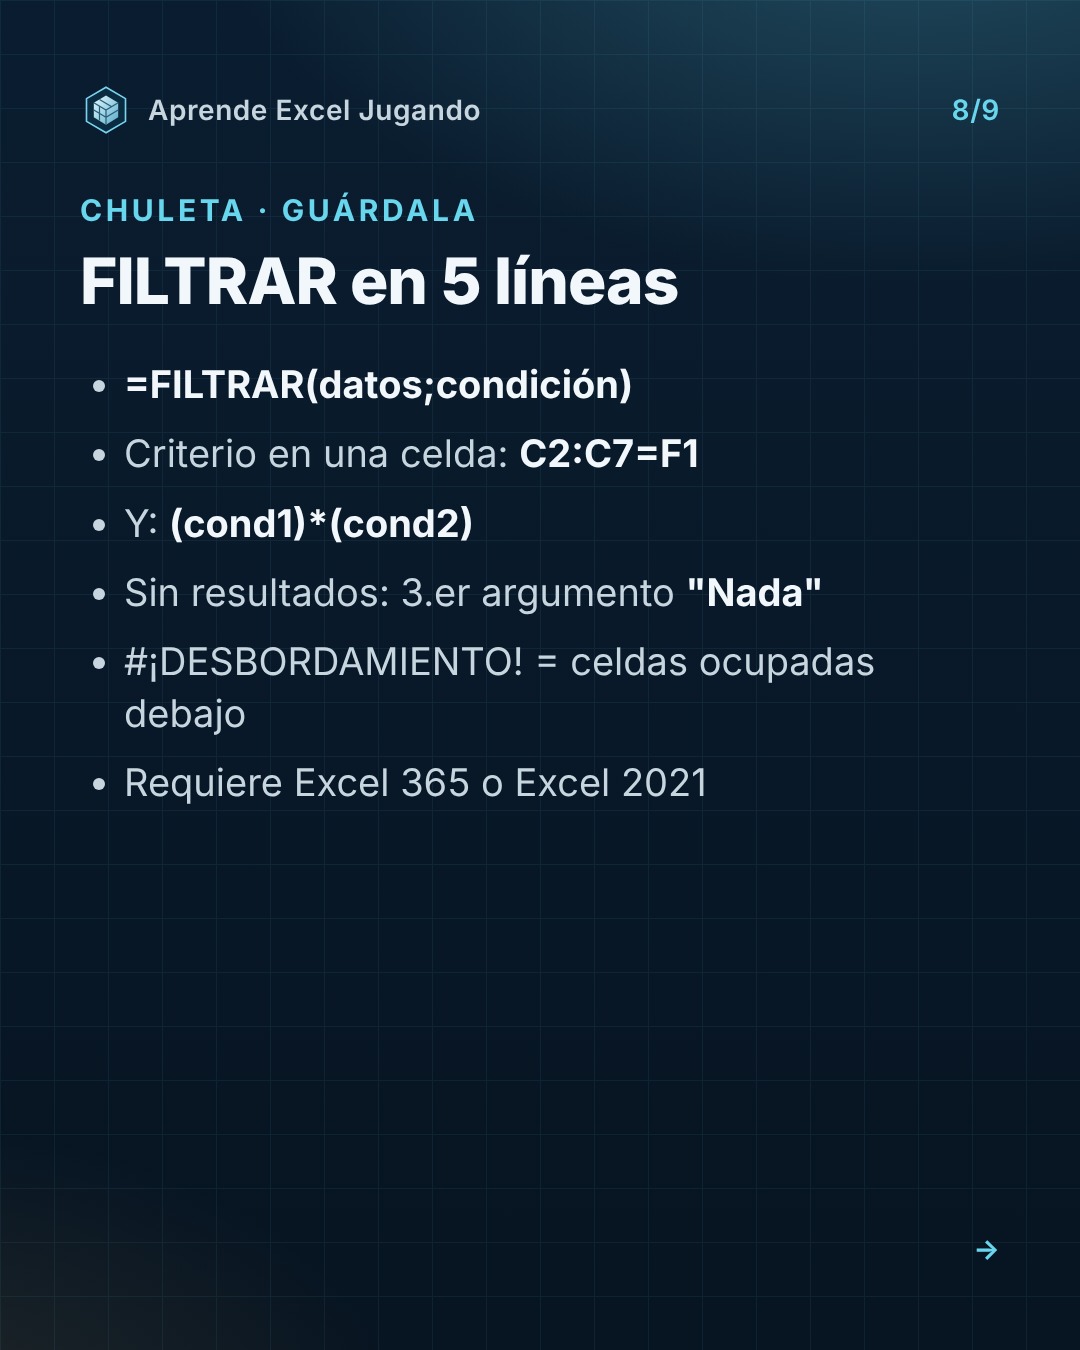 Aprende Excel Jugando
8/9
CHULETA · GUÁRDALA
FILTRAR en 5 líneas
• =FILTRAR(datos;condición)
• Criterio en una celda: C2:C7=F1
• Y: (cond1)*(cond2)
• Sin resultados: 3.er argumento "Nada"
• #¡DESBORDAMIENTO! = celdas ocupadas
debajo
• Requiere Excel 365 o Excel 2021
→